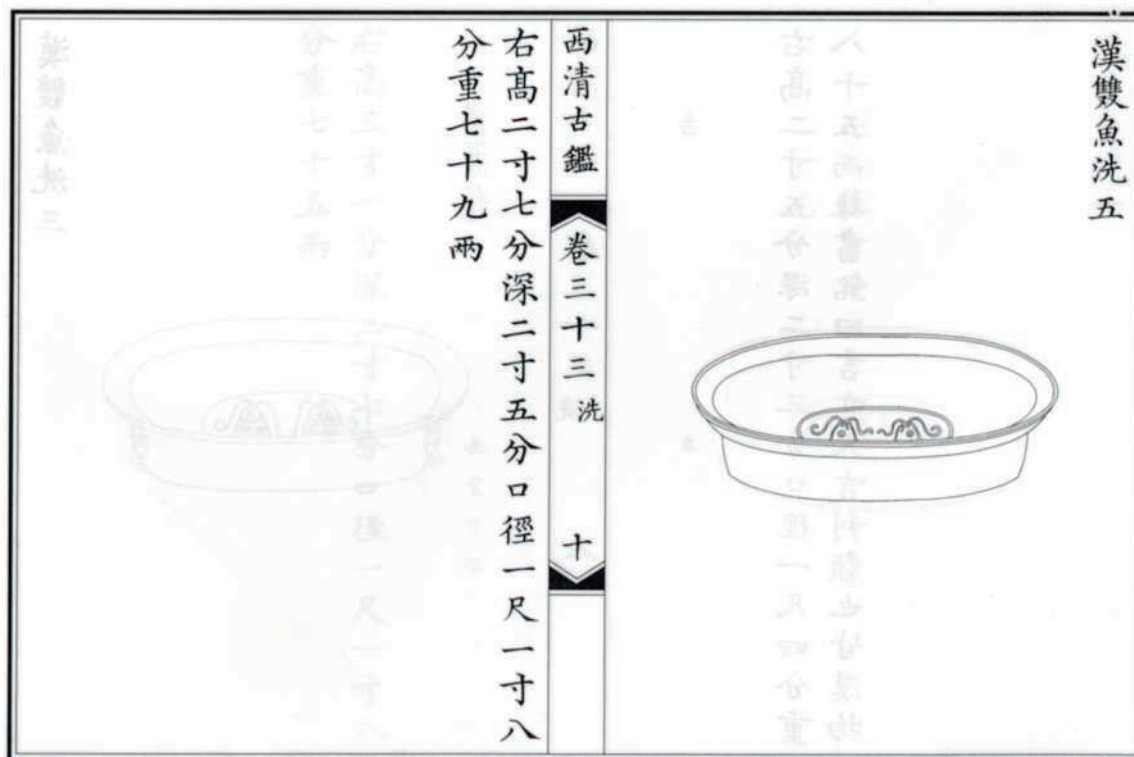 漢雙魚洗五
西清古鑑 卷三十三 洗 十
右髙二寸七分深二寸五分口徑一尺一寸八
分重七十九兩